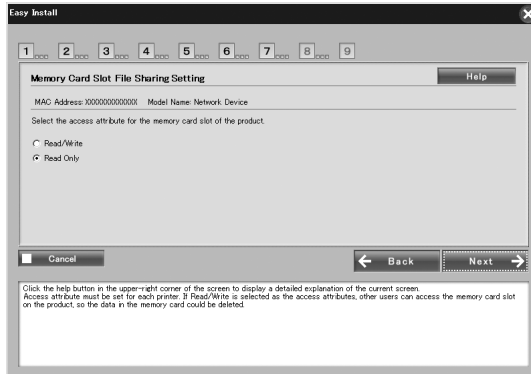 Easy Install
1 2 3 4 5 6 7 8 9
Memory Card Slot File Sharing Setting
Help
MAC Address: XXXXXXXXXXXX Model Name: Network Device
Select the access attribute for the memory card slot of the product.
Read/Write
Read Only
Cancel
Back
Next
Click the help button in the upper-right corner of the screen to display a detailed explanation of the current screen.
Access attribute must be set for each printer. If Read/Write is selected as the access attributes, other users can access the memory card slot
on the product, so the data in the memory card could be deleted.